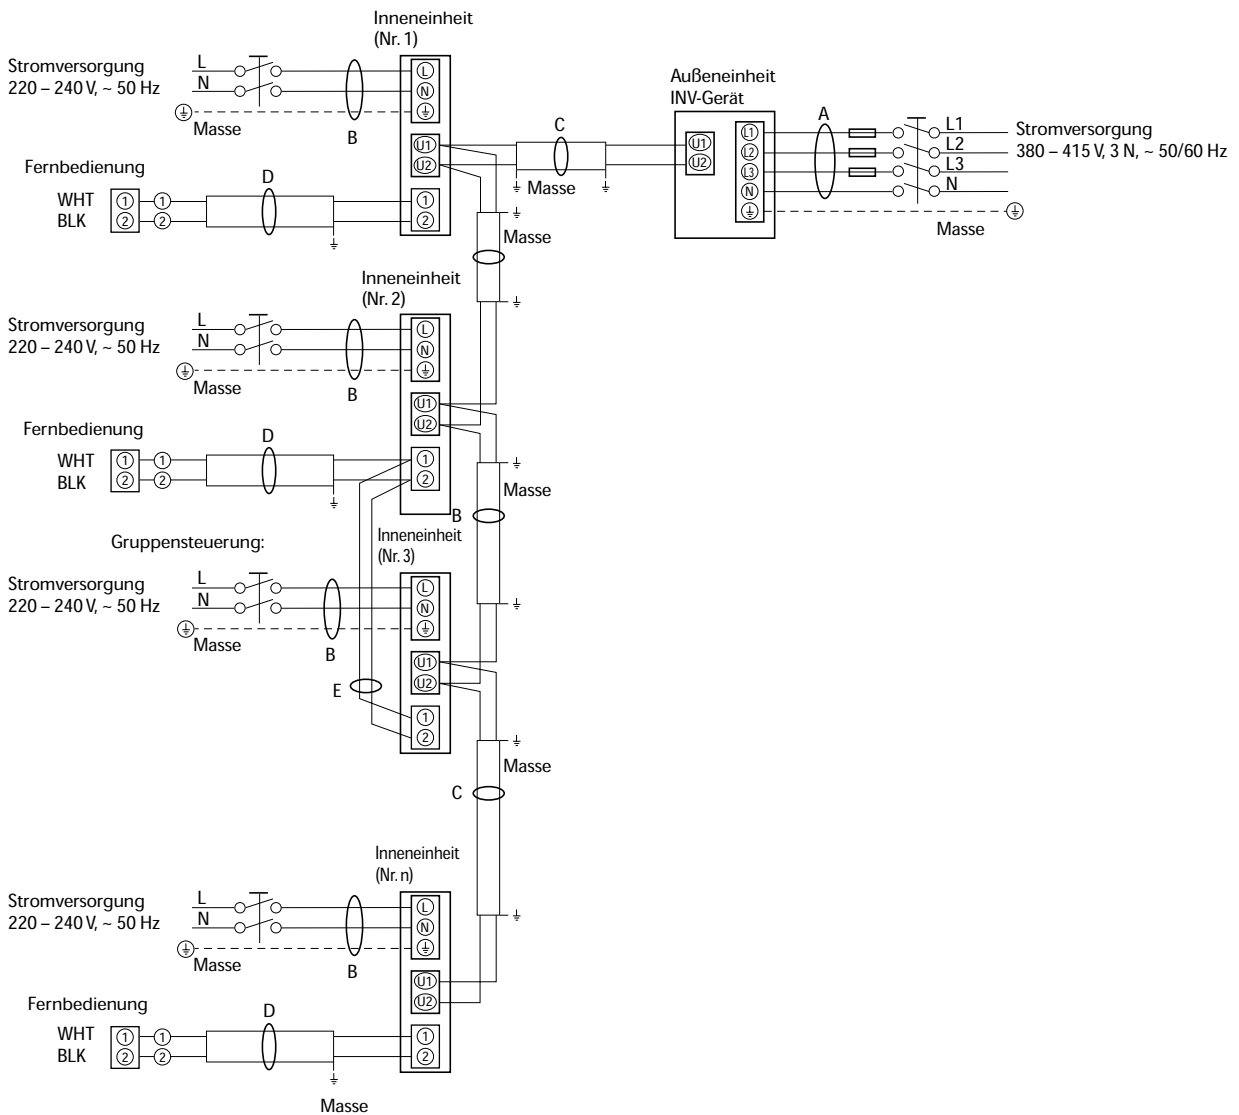 Inneneinheit
(Nr. 1)
Stromversorgung
220 – 240 V, ~ 50 Hz
L
N
Masse
B
L
N
U1
U2
1
2
Fernbedienung
WHT
BLK
1
2
1
2
D
C
Masse
Masse
Außeneinheit
INV-Gerät
U1
U2
L1
L2
L3
N
A
L1
L2
L3
N
Stromversorgung
380 – 415 V, 3 N, ~ 50/60 Hz
Masse
Inneneinheit
(Nr. 2)
Stromversorgung
220 – 240 V, ~ 50 Hz
L
N
Masse
B
L
N
U1
U2
1
2
Fernbedienung
WHT
BLK
1
2
1
2
D
Masse
B
Gruppensteuerung:
Inneneinheit
(Nr. 3)
Stromversorgung
220 – 240 V, ~ 50 Hz
L
N
Masse
B
L
N
U1
U2
1
2
E
Masse
C
Inneneinheit
(Nr. n)
Stromversorgung
220 – 240 V, ~ 50 Hz
L
N
Masse
B
L
N
U1
U2
1
2
Fernbedienung
WHT
BLK
1
2
1
2
D
Masse